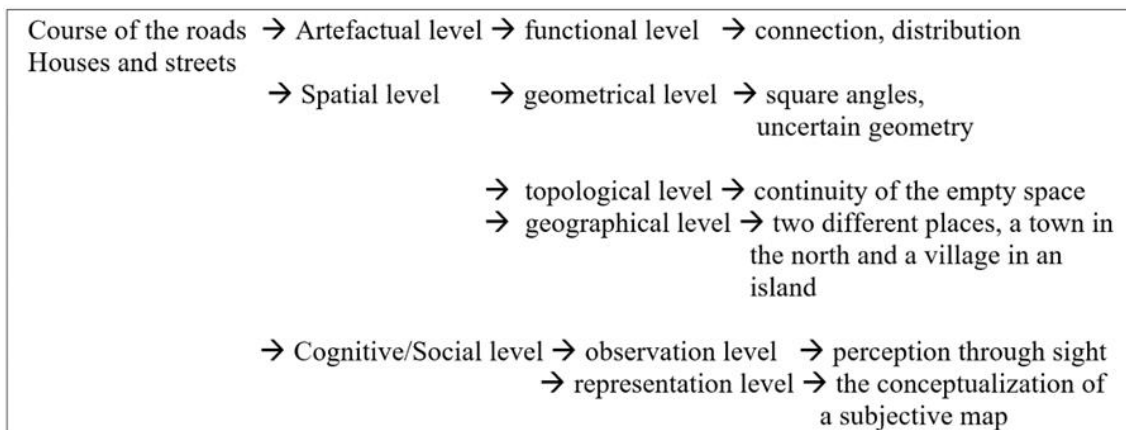 Course of the roads → Artefactual level → functional level → connection, distribution
Houses and streets
→ Spatial level → geometrical level → square angles,
uncertain geometry
→ topological level → continuity of the empty space
→ geographical level → two different places, a town in
the north and a village in an
island
→ Cognitive/Social level → observation level → perception through sight
→ representation level → the conceptualization of
a subjective map